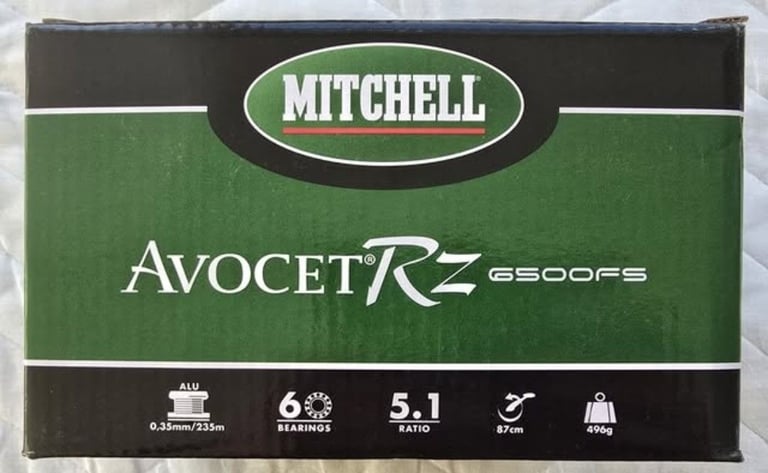 MITCHELL®
AVOCET® RZ 6500FS
ALU
0,35mm/235m
6
BEARINGS
5.1
RATIO
87cm
496g